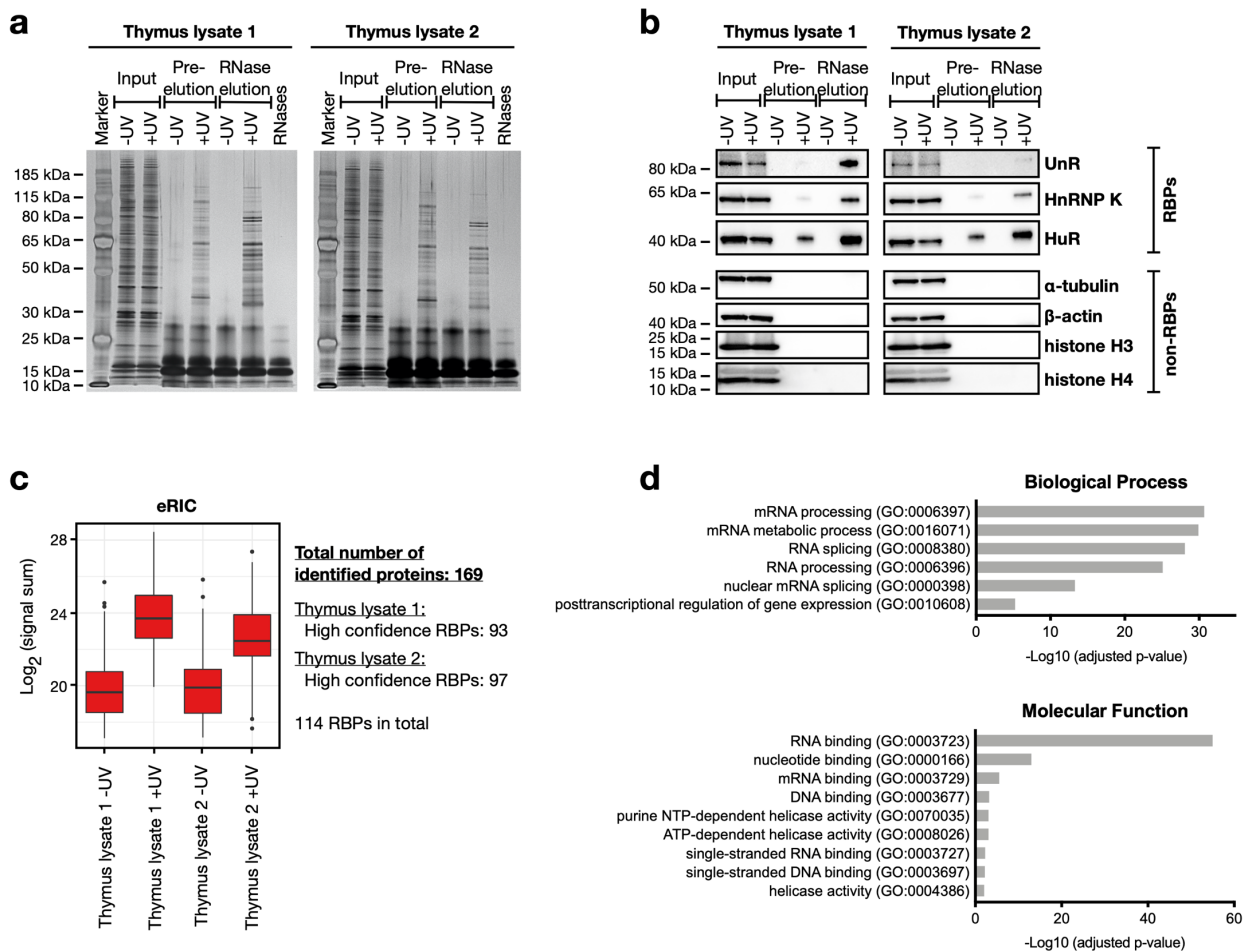 a
Thymus lysate 1
Thymus lysate 2
Marker
Input
Pre-
elution
RNase
elution
RNases
-UV
+UV
-UV
+UV
-UV
+UV
Marker
Input
Pre-
elution
RNase
elution
RNases
-UV
+UV
-UV
+UV
-UV
+UV
185 kDa
115 kDa
80 kDa
65 kDa
50 kDa
30 kDa
25 kDa
15 kDa
10 kDa
b
Thymus lysate 1
Thymus lysate 2
Input
Pre-
elution
RNase
elution
Input
Pre-
elution
RNase
elution
-UV
+UV
-UV
+UV
-UV
+UV
-UV
+UV
-UV
+UV
-UV
+UV
80 kDa
UnR
65 kDa
HnRNP K
40 kDa
HuR
RBPs
50 kDa
α-tubulin
40 kDa
β-actin
25 kDa
15 kDa
histone H3
15 kDa
10 kDa
histone H4
non-RBPs
c
eRIC
Log2 (signal sum)
28
24
20
Thymus lysate 1 -UV
Thymus lysate 1 +UV
Thymus lysate 2 -UV
Thymus lysate 2 +UV
Total number of
identified proteins: 169
Thymus lysate 1:
High confidence RBPs: 93
Thymus lysate 2:
High confidence RBPs: 97
114 RBPs in total
d
Biological Process
mRNA processing (GO:0006397)
mRNA metabolic process (GO:0016071)
RNA splicing (GO:0008380)
RNA processing (GO:0006396)
nuclear mRNA splicing (GO:0000398)
posttranscriptional regulation of gene expression (GO:0010608)
0 10 20 30
-Log10 (adjusted p-value)
Molecular Function
RNA binding (GO:0003723)
nucleotide binding (GO:0000166)
mRNA binding (GO:0003729)
DNA binding (GO:0003677)
purine NTP-dependent helicase activity (GO:0070035)
ATP-dependent helicase activity (GO:0008026)
single-stranded RNA binding (GO:0003727)
single-stranded DNA binding (GO:0003697)
helicase activity (GO:0004386)
0 20 40 60
-Log10 (adjusted p-value)